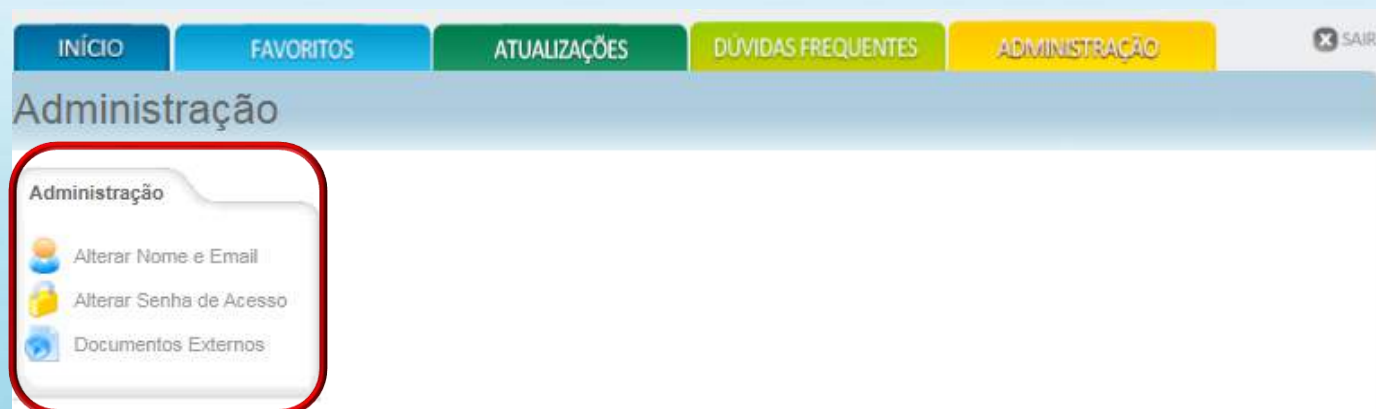 INÍCIO FAVORITOS ATUALIZAÇÕES DÚVIDAS FREQUENTES ADMINISTRAÇÃO SAIR
Administração
Administração
Alterar Nome e Email
Alterar Senha de Acesso
Documentos Externos